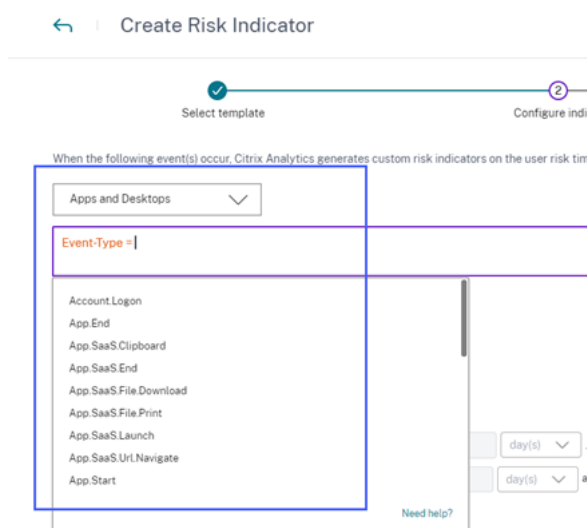 Create Risk Indicator
2
Select template
Configure indi
When the following event(s) occur, Citrix Analytics generates custom risk indicators on the user risk tim
Apps and Desktops
Event-Type =
Account.Logon
App.End
App.SaaS.Clipboard
App.SaaS.End
App.SaaS.File.Download
App.SaaS.File.Print
App.SaaS.Launch
day(s) .
App.SaaS.Url.Navigate
App.Start
day(s) a
Need help?